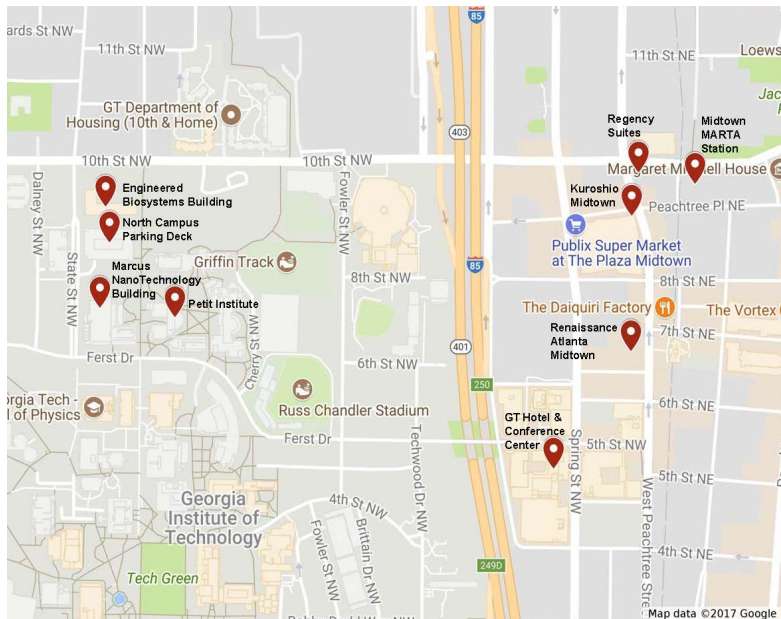 ards St NW
11th St NW
85
11th St NE
Loews
GT Department of
Housing (10th & Home)
Jac
Regency
Suites
Midtown
MARTA
Station
403
10th St NW
10th St NW
Margaret Mitchell House
Dalney St NW
Fowler St NW
Engineered
Biosystems Building
Kuroshio
Midtown
Peachtree Pl NE
North Campus
Parking Deck
State St NW
Publix Super Market
at The Plaza Midtown
Griffin Track
85
8th St NW
8th St NE
Marcus
NanoTechnology
Building
Petit Institute
The Daiquiri Factory
The Vortex
Renaissance
Atlanta
Midtown
7th St NE
Ferst Dr
Cherry St NW
401
6th St NW
250
orgia Tech -
l of Physics
Russ Chandler Stadium
6th St NE
GT Hotel &
Conference
Center
Ferst Dr
5th St NW
Spring St NW
5th St NE
Techwood Dr NW
West Peachtree Stre
Georgia
Institute of
Technology
4th St NW
4th St NE
Fowler St NW
Brittain Dr NW
249D
Tech Green
Map data ©2017 Google